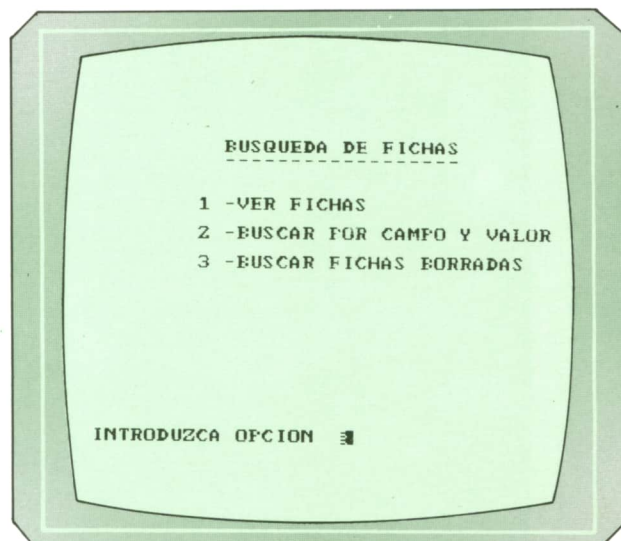 BUSQUEDA DE FICHAS
1 -VER FICHAS
2 -BUSCAR POR CAMPO Y VALOR
3 -BUSCAR FICHAS BORRADAS
INTRODUZCA OPCION